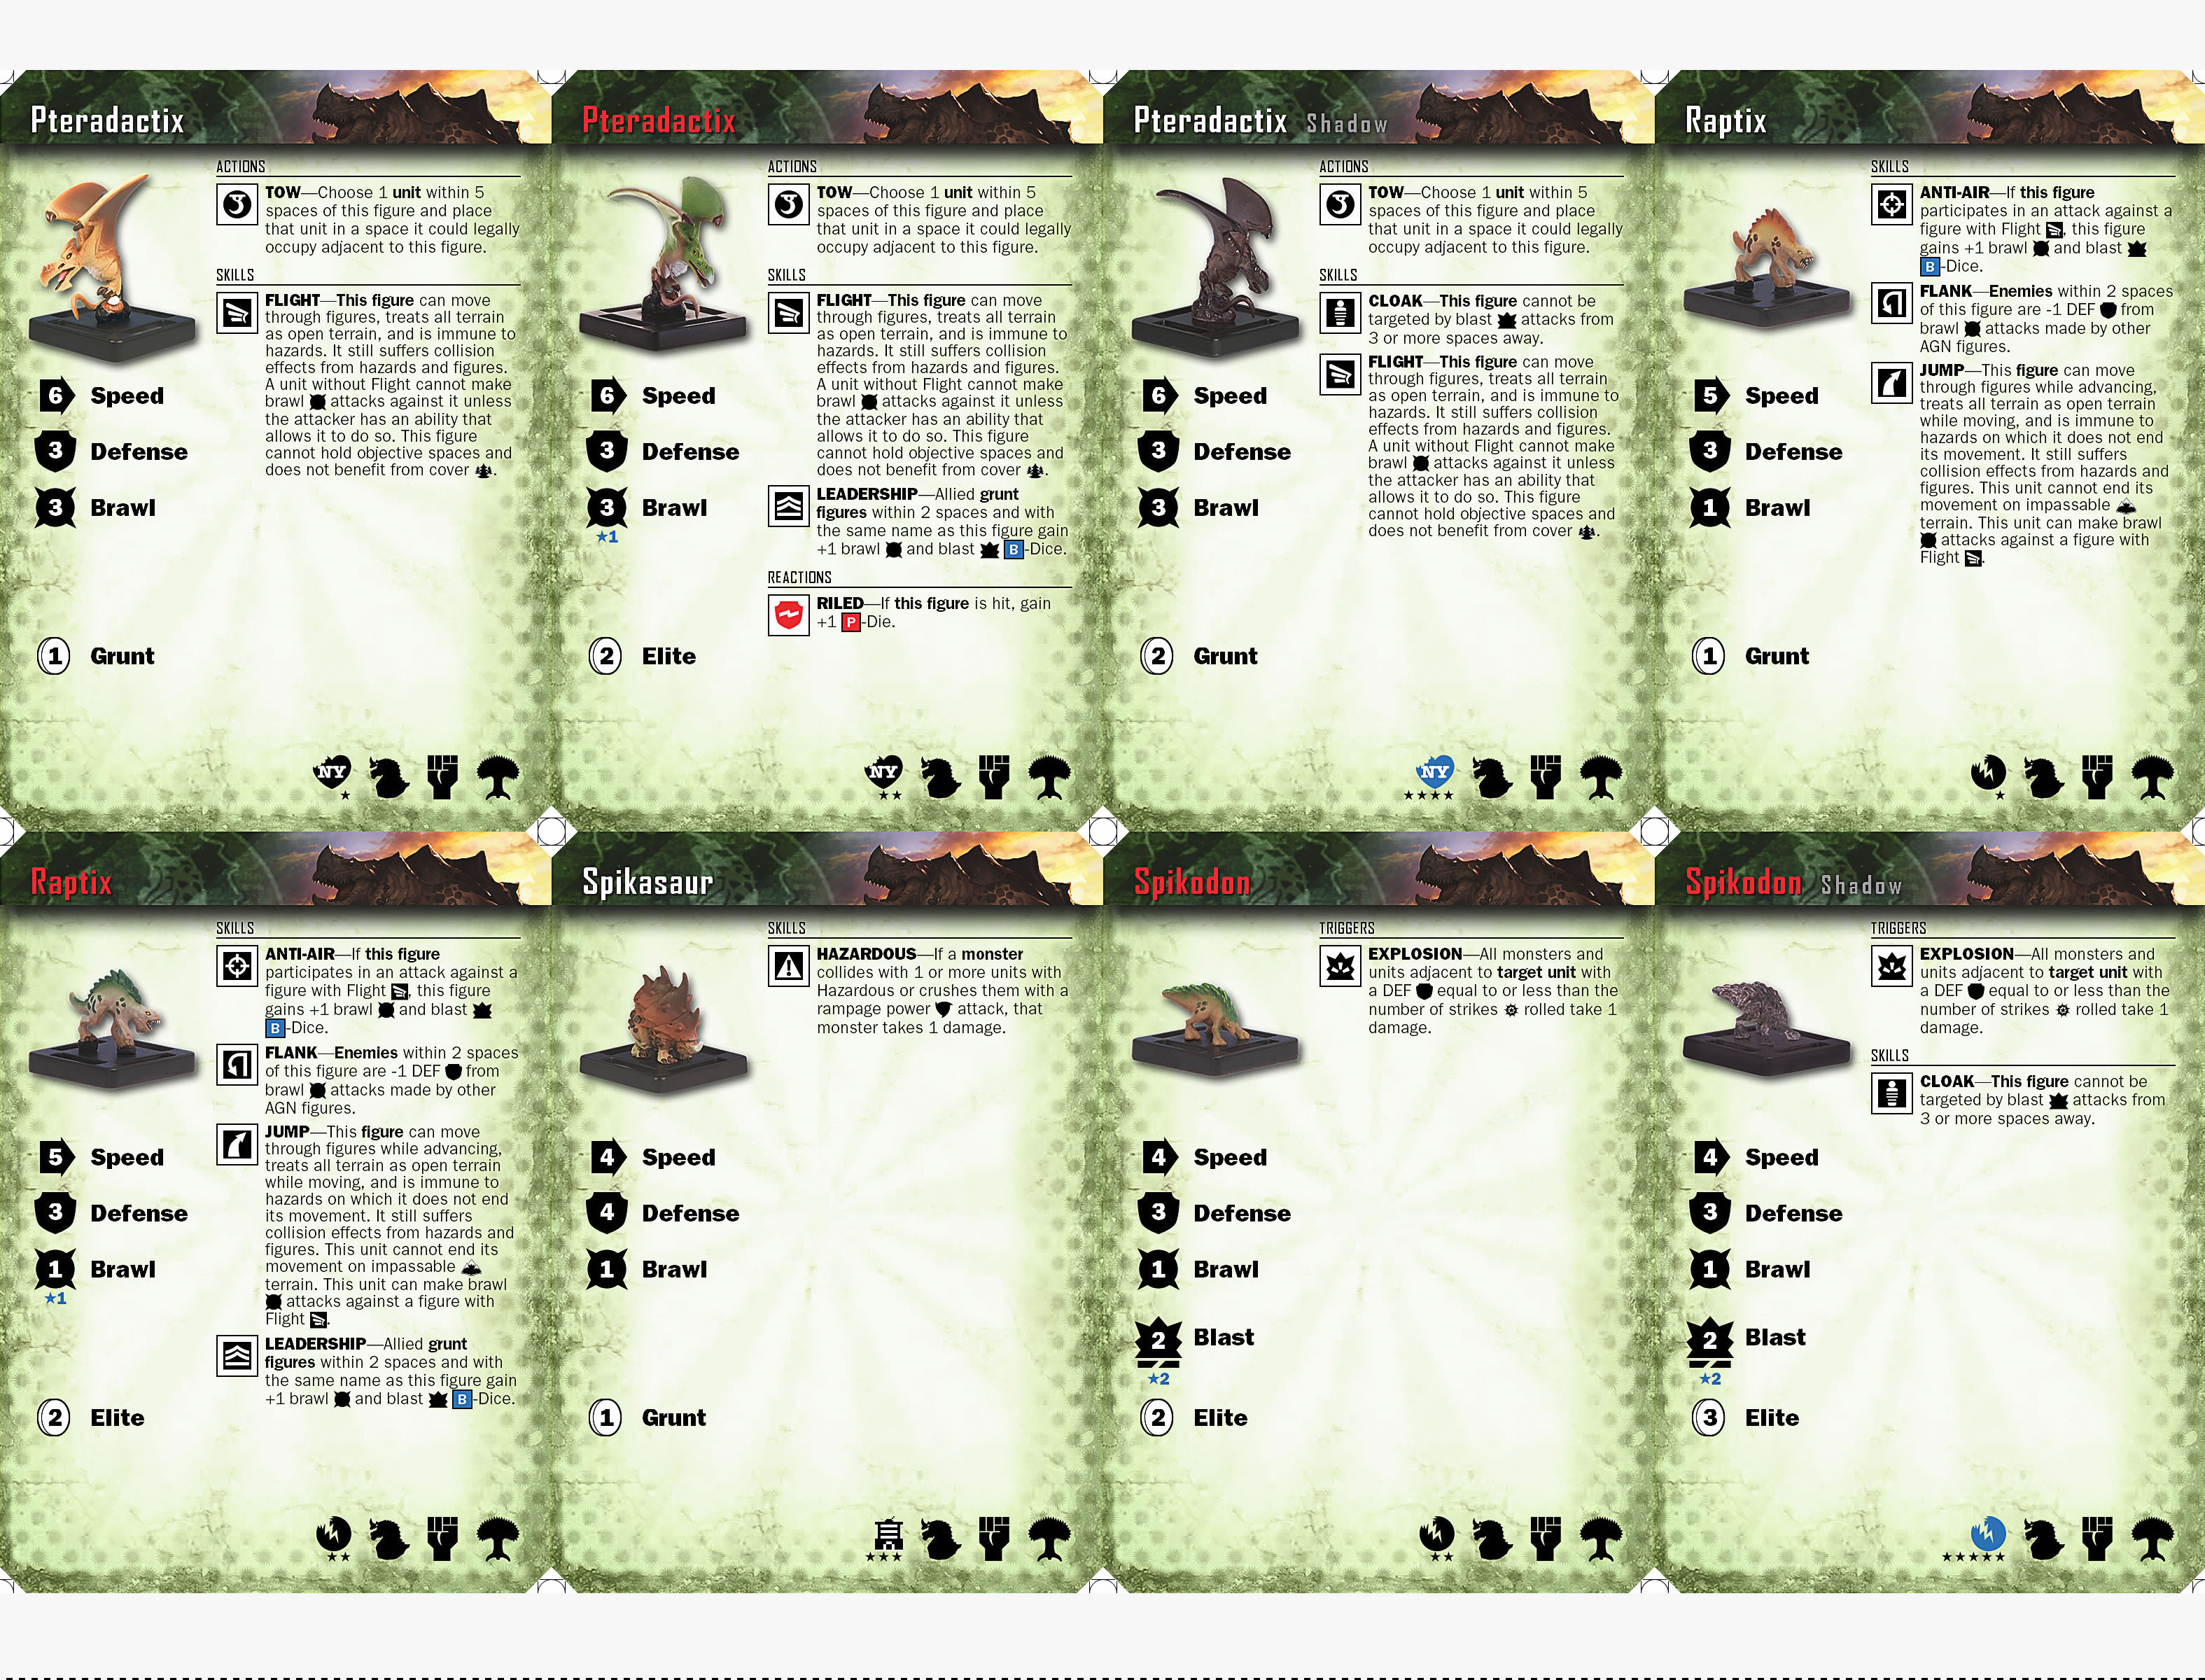 Pteradactix
ACTIONS
3
TOW—Choose 1 unit within 5
spaces of this figure and place
that unit in a space it could legally
occupy adjacent to this figure.
SKILLS
FLIGHT—This figure can move
through figures, treats all terrain
as open terrain, and is immune to
hazards. It still suffers collision
effects from hazards and figures.
A unit without Flight cannot make
brawl attacks against it unless
the attacker has an ability that
allows it to do so. This figure
cannot hold objective spaces and
does not benefit from cover .
6 Speed
3 Defense
3 Brawl
1 Grunt
NY
★
Pteradactix
ACTIONS
3
TOW—Choose 1 unit within 5
spaces of this figure and place
that unit in a space it could legally
occupy adjacent to this figure.
SKILLS
FLIGHT—This figure can move
through figures, treats all terrain
as open terrain, and is immune to
hazards. It still suffers collision
effects from hazards and figures.
A unit without Flight cannot make
brawl attacks against it unless
the attacker has an ability that
allows it to do so. This figure
cannot hold objective spaces and
does not benefit from cover .
LEADERSHIP—Allied grunt
figures within 2 spaces and with
the same name as this figure gain
+1 brawl and blast B-Dice.
REACTIONS
RILED—If this figure is hit, gain
+1 P-Die.
6 Speed
3 Defense
3 Brawl
★1
2 Elite
NY
★★
Pteradactix Shadow
ACTIONS
3
TOW—Choose 1 unit within 5
spaces of this figure and place
that unit in a space it could legally
occupy adjacent to this figure.
SKILLS
CLOAK—This figure cannot be
targeted by blast attacks from
3 or more spaces away.
FLIGHT—This figure can move
through figures, treats all terrain
as open terrain, and is immune to
hazards. It still suffers collision
effects from hazards and figures.
A unit without Flight cannot make
brawl attacks against it unless
the attacker has an ability that
allows it to do so. This figure
cannot hold objective spaces and
does not benefit from cover .
6 Speed
3 Defense
3 Brawl
2 Grunt
NY
★★★★
Raptix
SKILLS
ANTI-AIR—If this figure
participates in an attack against a
figure with Flight , this figure
gains +1 brawl and blast
B-Dice.
FLANK—Enemies within 2 spaces
of this figure are -1 DEF from
brawl attacks made by other
AGN figures.
JUMP—This figure can move
through figures while advancing,
treats all terrain as open terrain
while moving, and is immune to
hazards on which it does not end
its movement. It still suffers
collision effects from hazards and
figures. This unit cannot end its
movement on impassable
terrain. This unit can make brawl
attacks against a figure with
Flight .
5 Speed
3 Defense
1 Brawl
1 Grunt
★
Raptix
SKILLS
ANTI-AIR—If this figure
participates in an attack against a
figure with Flight , this figure
gains +1 brawl and blast
B-Dice.
FLANK—Enemies within 2 spaces
of this figure are -1 DEF from
brawl attacks made by other
AGN figures.
JUMP—This figure can move
through figures while advancing,
treats all terrain as open terrain
while moving, and is immune to
hazards on which it does not end
its movement. It still suffers
collision effects from hazards and
figures. This unit cannot end its
movement on impassable
terrain. This unit can make brawl
attacks against a figure with
Flight .
LEADERSHIP—Allied grunt
figures within 2 spaces and with
the same name as this figure gain
+1 brawl and blast B-Dice.
5 Speed
3 Defense
1 Brawl
★1
2 Elite
★★
Spikasaur
SKILLS
HAZARDOUS—If a monster
collides with 1 or more units with
Hazardous or crushes them with a
rampage power attack, that
monster takes 1 damage.
4 Speed
4 Defense
1 Brawl
1 Grunt
★★★
Spikodon
TRIGGERS
EXPLOSION—All monsters and
units adjacent to target unit with
a DEF equal to or less than the
number of strikes rolled take 1
damage.
4 Speed
3 Defense
1 Brawl
2 Blast
★2
2 Elite
★★
Spikodon Shadow
TRIGGERS
EXPLOSION—All monsters and
units adjacent to target unit with
a DEF equal to or less than the
number of strikes rolled take 1
damage.
SKILLS
CLOAK—This figure cannot be
targeted by blast attacks from
3 or more spaces away.
4 Speed
3 Defense
1 Brawl
2 Blast
★2
3 Elite
★★★★★